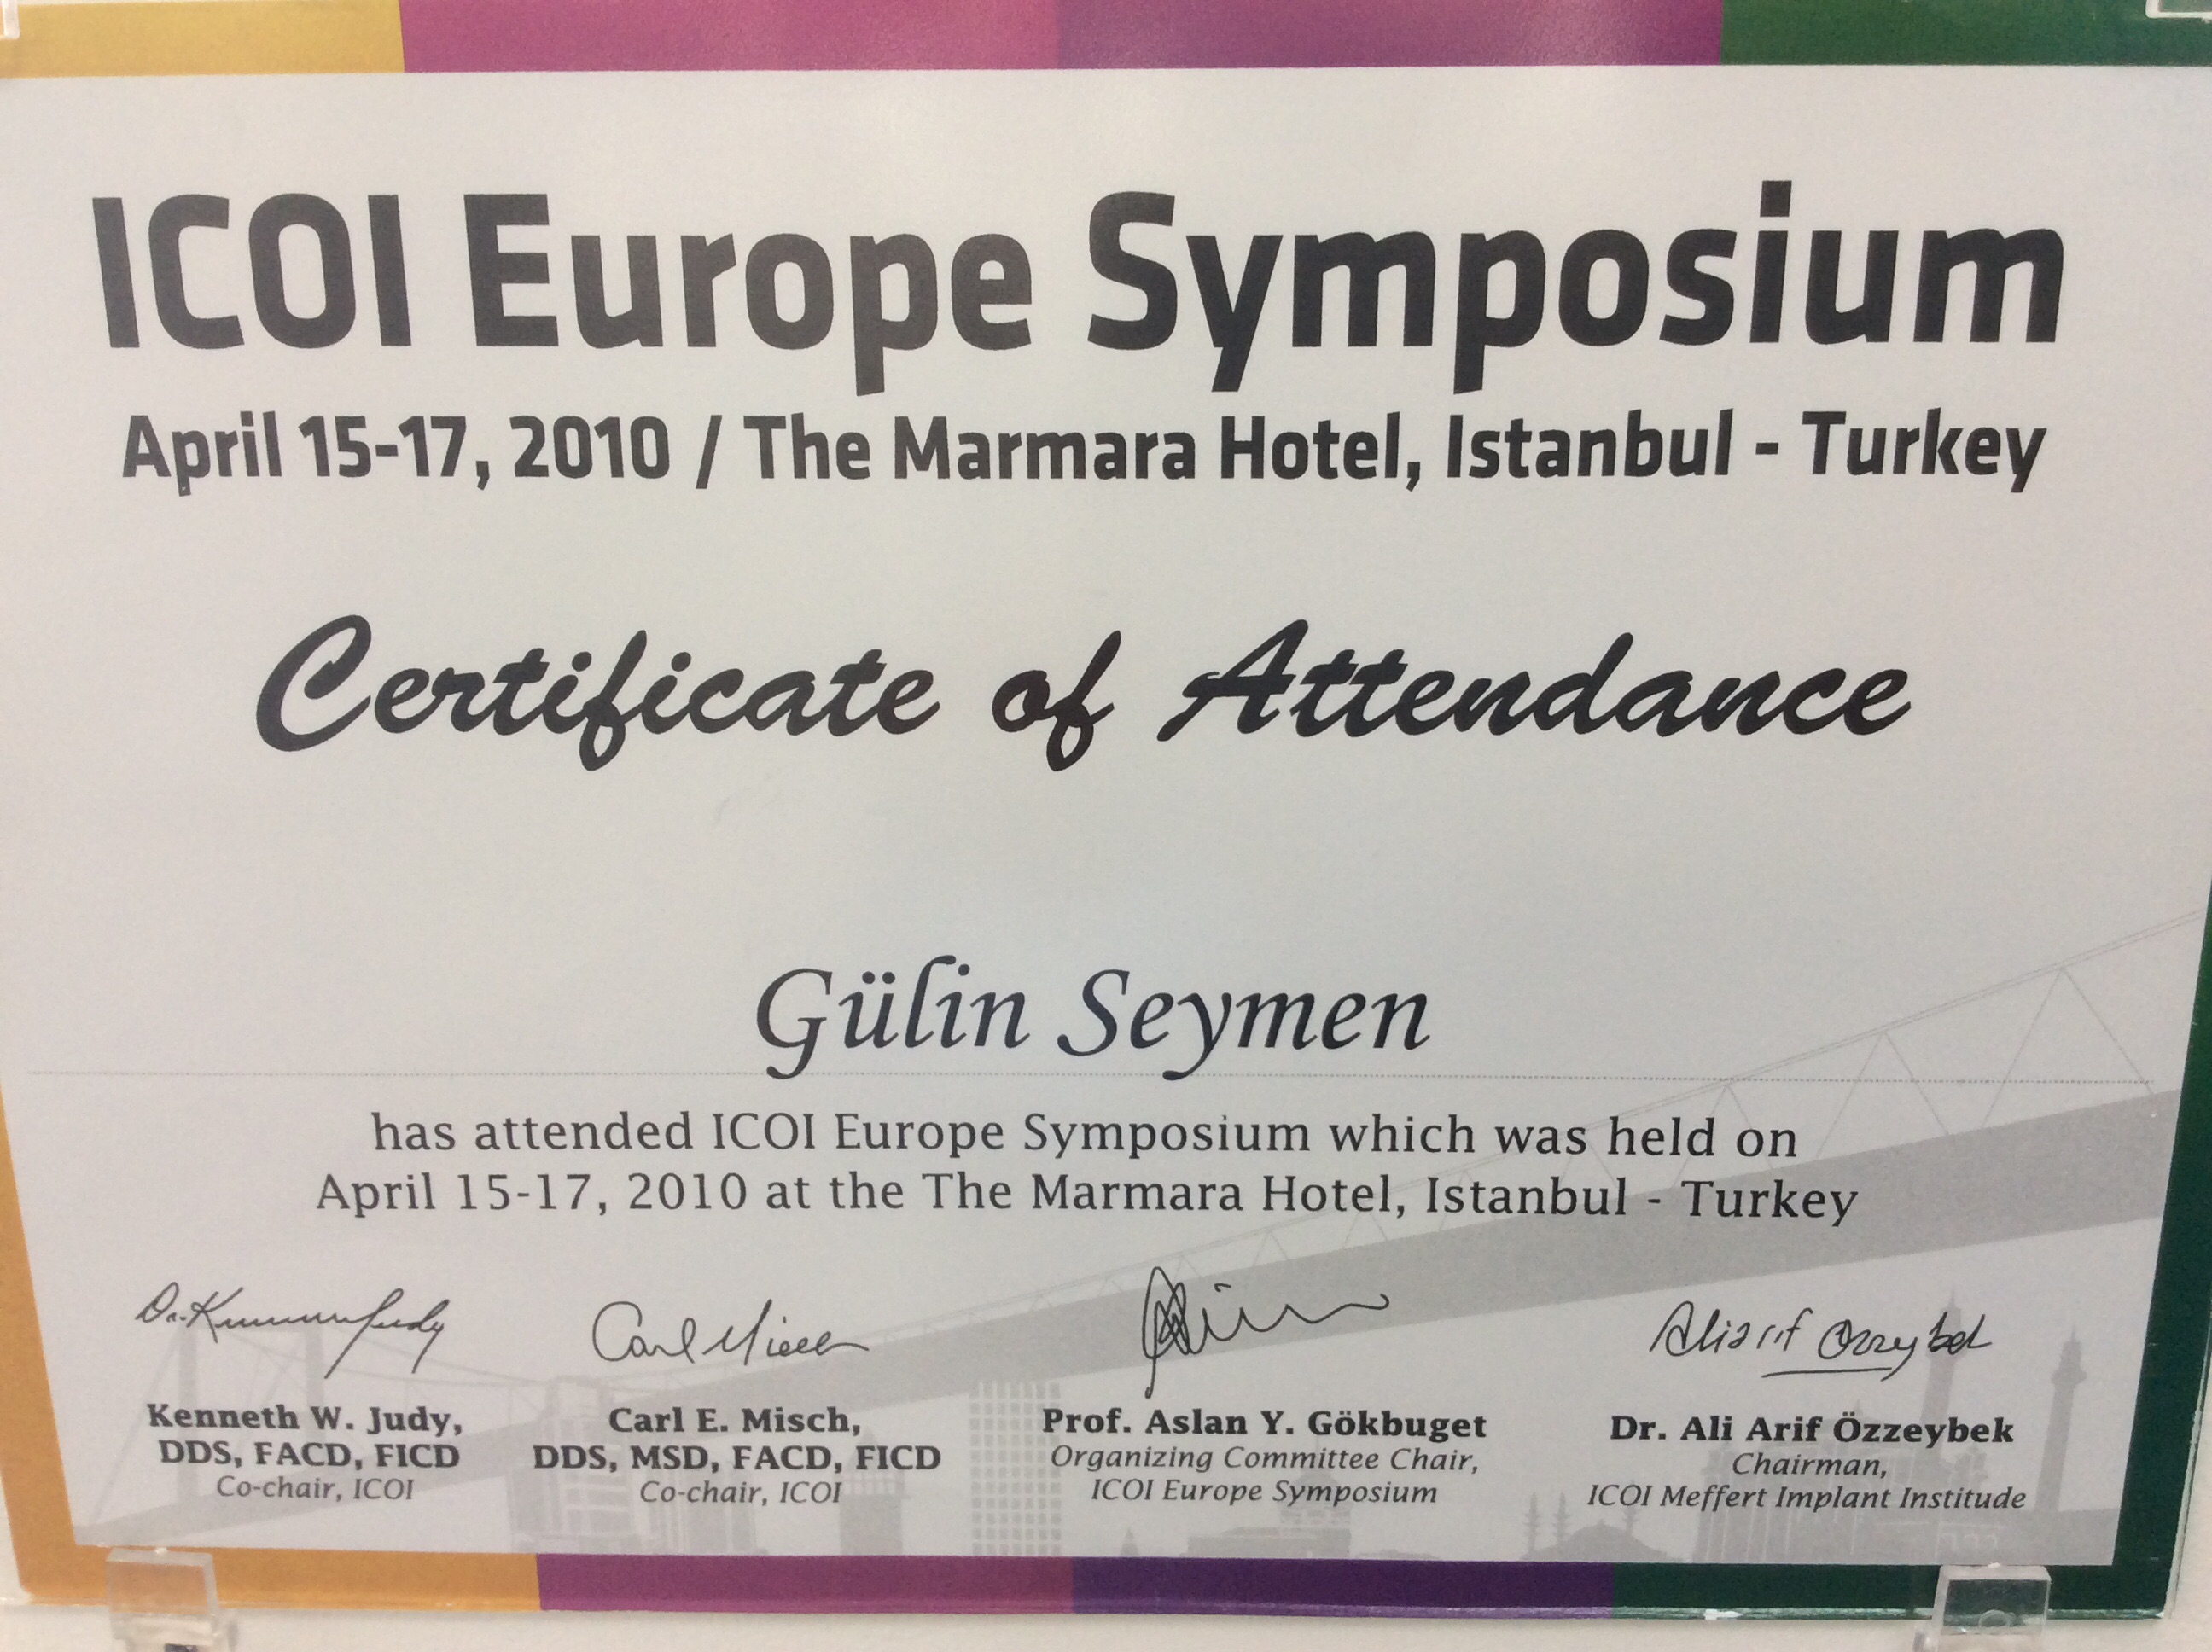 ICOI Europe Symposium
April 15-17, 2010 / The Marmara Hotel, Istanbul - Turkey
Certificate of Attendance
Gülin Seymen
has attended ICOI Europe Symposium which was held on
April 15-17, 2010 at the The Marmara Hotel, Istanbul - Turkey
Kenneth W. Judy,
DDS, FACD, FICD
Co-chair, ICOI
Carl E. Misch,
DDS, MSD, FACD, FICD
Co-chair, ICOI
Prof. Aslan Y. Gökbuget
Organizing Committee Chair,
ICOI Europe Symposium
Dr. Ali Arif Özzeybek
Chairman,
ICOI Meffert Implant Institude